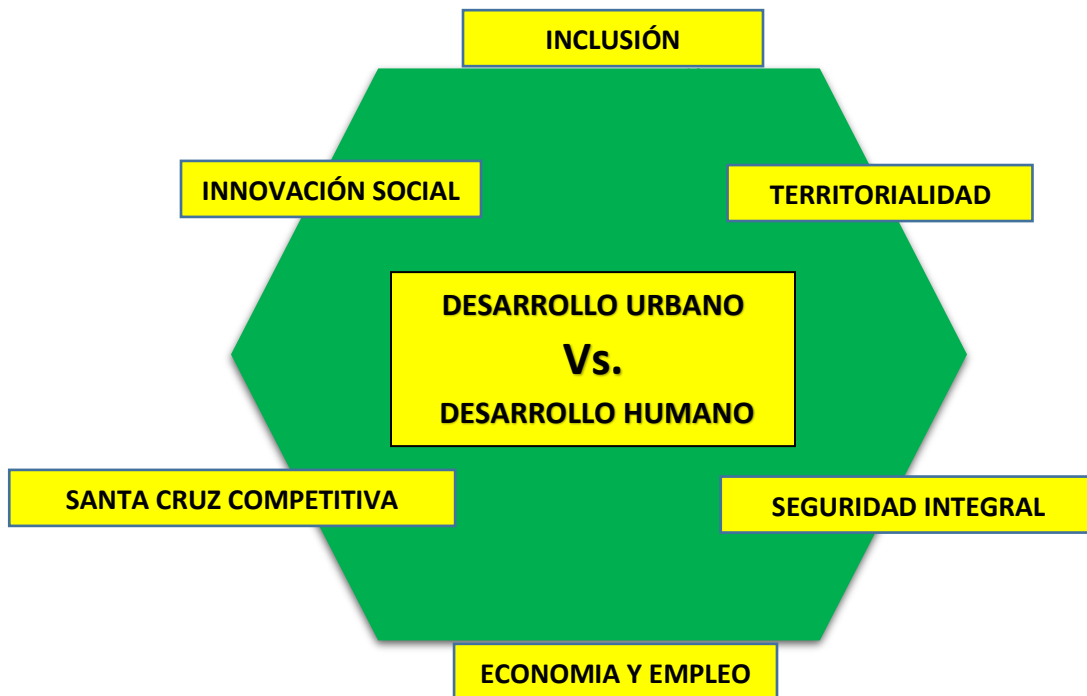 INCLUSIÓN
INNOVACIÓN SOCIAL
TERRITORIALIDAD
DESARROLLO URBANO
Vs.
DESARROLLO HUMANO
SANTA CRUZ COMPETITIVA
SEGURIDAD INTEGRAL
ECONOMIA Y EMPLEO